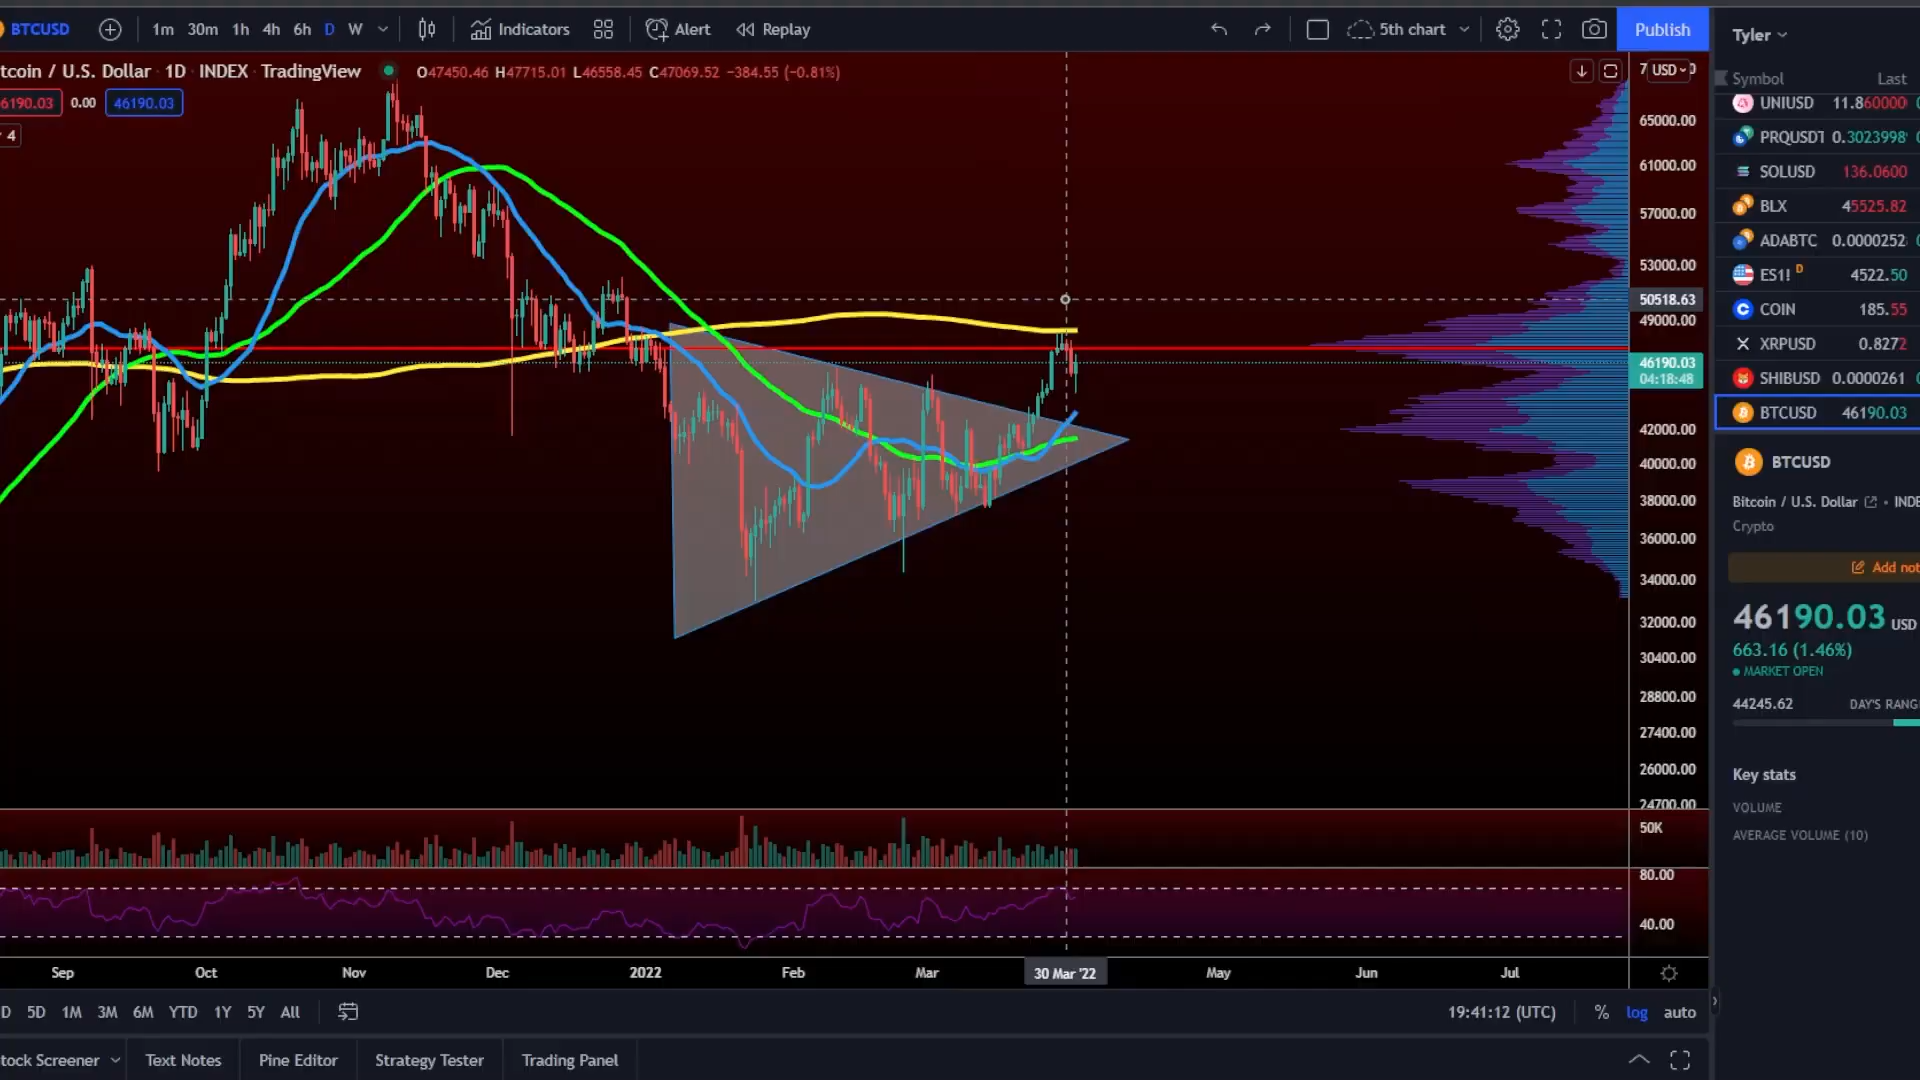 BTCUSD 1m 30m 1h 4h 6h D W Indicators Alert Replay 5th chart Publish
tcoin / U.S. Dollar 1D INDEX TradingView O47450.46 H47715.01 L46558.45 C47069.52 −384.55 (−0.81%)
6190.03 0.00 46190.03
4
USD
65000.00
61000.00
57000.00
53000.00
50518.63
49000.00
46190.03
04:18:48
42000.00
40000.00
38000.00
36000.00
34000.00
32000.00
30400.00
28800.00
27400.00
26000.00
24700.00
50K
80.00
40.00
Sep Oct Nov Dec 2022 Feb Mar 30 Mar '22 May Jun Jul
D 5D 1M 3M 6M YTD 1Y 5Y All 19:41:12 (UTC) % log auto
tock Screener Text Notes Pine Editor Strategy Tester Trading Panel
Tyler
Symbol Last
UNIUSD 11.860000
PRQUSDT 0.3023998
SOLUSD 136.0600
BLX 45525.82
ADABTC 0.0000252
ES1! D 4522.50
COIN 185.55
XRPUSD 0.8272
SHIBUSD 0.0000261
BTCUSD 46190.03
BTCUSD
Bitcoin / U.S. Dollar • INDE
Crypto
Add not
46190.03 USD
663.16 (1.46%)
MARKET OPEN
44245.62 DAY'S RANG
Key stats
VOLUME
AVERAGE VOLUME (10)